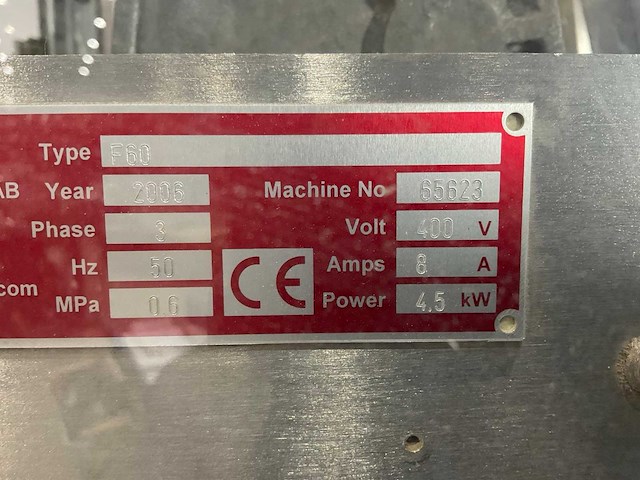 Type F60
AB Year 2006 Machine No 65623
Phase 3 Volt 400 V
Hz 50 CE Amps 8 A
com
MPa 0.6 Power 4,5 kW